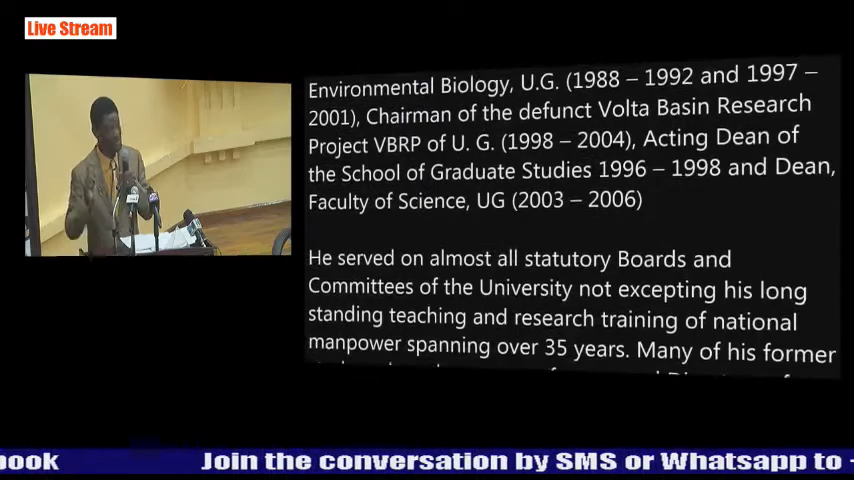 Live Stream
Environmental Biology, U.G. (1988 – 1992 and 1997 –
2001), Chairman of the defunct Volta Basin Research
Project VBRP of U. G. (1998 – 2004), Acting Dean of
the School of Graduate Studies 1996 – 1998 and Dean,
Faculty of Science, UG (2003 – 2006)
He served on almost all statutory Boards and
Committees of the University not excepting his long
standing teaching and research training of national
manpower spanning over 35 years. Many of his former
book Join the conversation by SMS or Whatsapp to